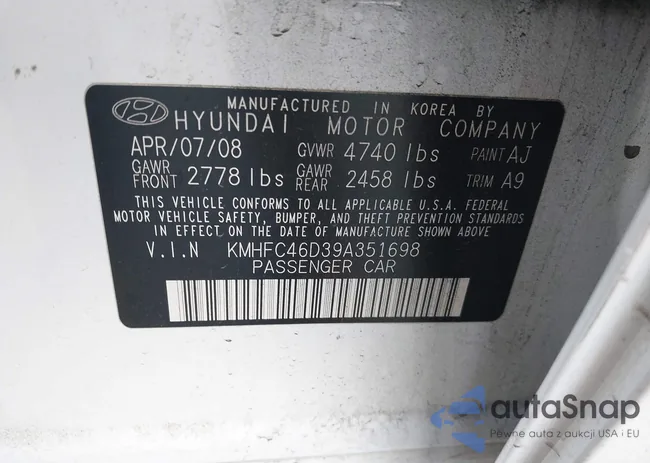 MANUFACTURED IN KOREA BY
HYUNDAI MOTOR COMPANY
APR/07/08 GVWR 4740 lbs PAINT AJ
GAWR FRONT 2778 lbs GAWR REAR 2458 lbs TRIM A9
THIS VEHICLE CONFORMS TO ALL APPLICABLE U.S.A. FEDERAL
MOTOR VEHICLE SAFETY, BUMPER, AND THEFT PREVENTION STANDARDS
IN EFFECT ON THE DATE OF MANUFACTURE SHOWN ABOVE
V.I.N KMHFC46D39A351698
PASSENGER CAR
autaSnap
Pewne auta z aukcji USA i EU